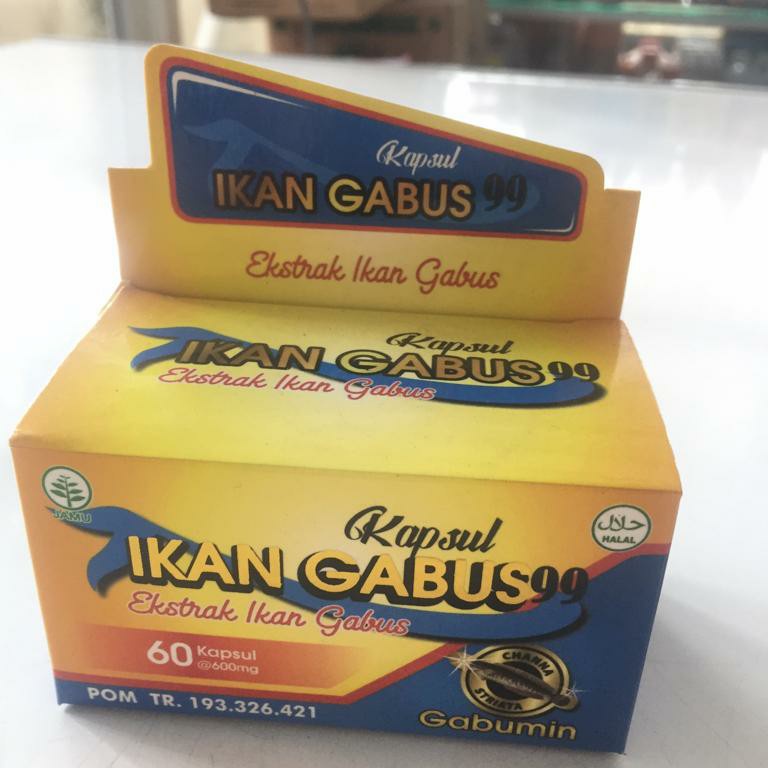 Kapsul
IKAN GABUS 99
Ekstrak Ikan Gabus
Kapsul
IKAN GABUS 99
Ekstrak Ikan Gabus
JAMU
حلال
HALAL
Kapsul
IKAN GABUS 99
Ekstrak Ikan Gabus
60 Kapsul
@600mg
CHANNA
STRIATA
POM TR. 193.326.421
Gabumin